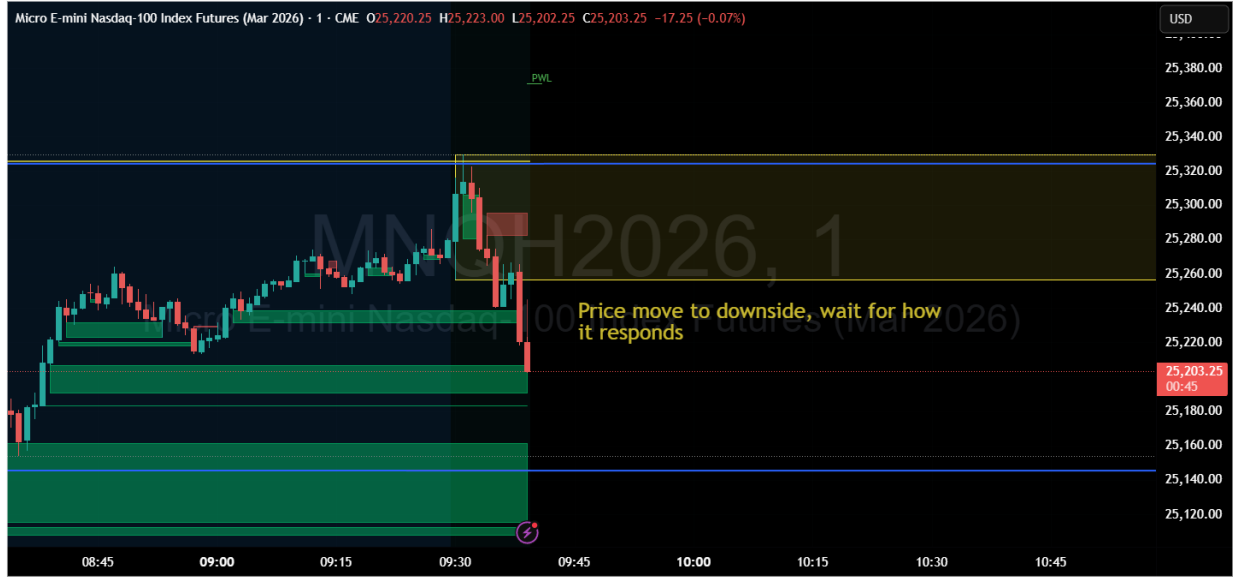 Micro E-mini Nasdaq-100 Index Futures (Mar 2026) · 1 · CME O25,220.25 H25,223.00 L25,202.25 C25,203.25 −17.25 (−0.07%)
USD
25,380.00
PWL
25,360.00
25,340.00
25,320.00
25,300.00
MNQH2026, 1
25,280.00
25,260.00
25,240.00
Price move to downside, wait for how
it responds
Micro E-mini Nasdaq-100 Index Futures (Mar 2026)
25,220.00
25,203.25
00:45
25,180.00
25,160.00
25,140.00
25,120.00
08:45 09:00 09:15 09:30 09:45 10:00 10:15 10:30 10:45